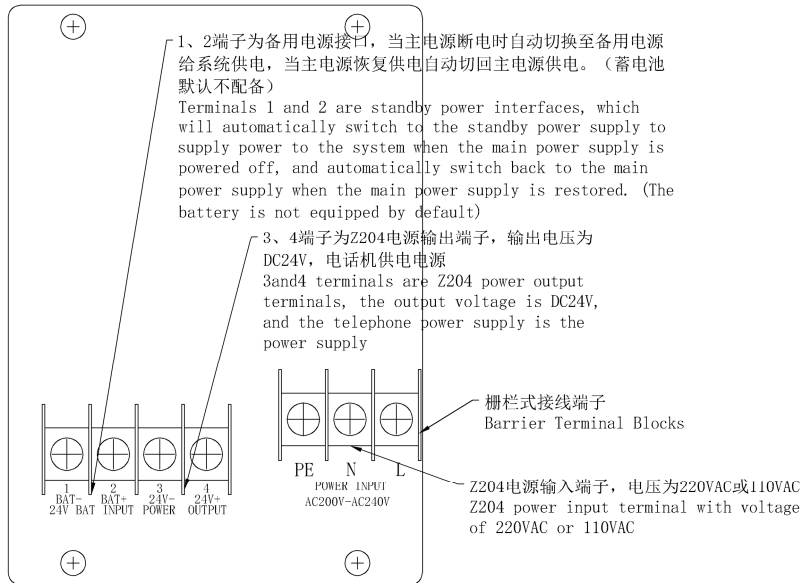 1、2端子为备用电源接口，当主电源断电时自动切换至备用电源
给系统供电，当主电源恢复供电自动切回主电源供电。（蓄电池
默认不配备）
Terminals 1 and 2 are standby power interfaces, which
will automatically switch to the standby power supply to
supply power to the system when the main power supply is
powered off, and automatically switch back to the main
power supply when the main power supply is restored. (The
battery is not equipped by default)
3、4端子为Z204电源输出端子，输出电压为
DC24V，电话机供电电源
3and4 terminals are Z204 power output
terminals, the output voltage is DC24V,
and the telephone power supply is the
power supply
栅栏式接线端子
Barrier Terminal Blocks
PE N L
POWER INPUT
AC200V-AC240V
1 2 3 4
BAT- BAT+ 24V- 24V+
24V BAT INPUT POWER OUTPUT
Z204电源输入端子，电压为220VAC或110VAC
Z204 power input terminal with voltage
of 220VAC or 110VAC